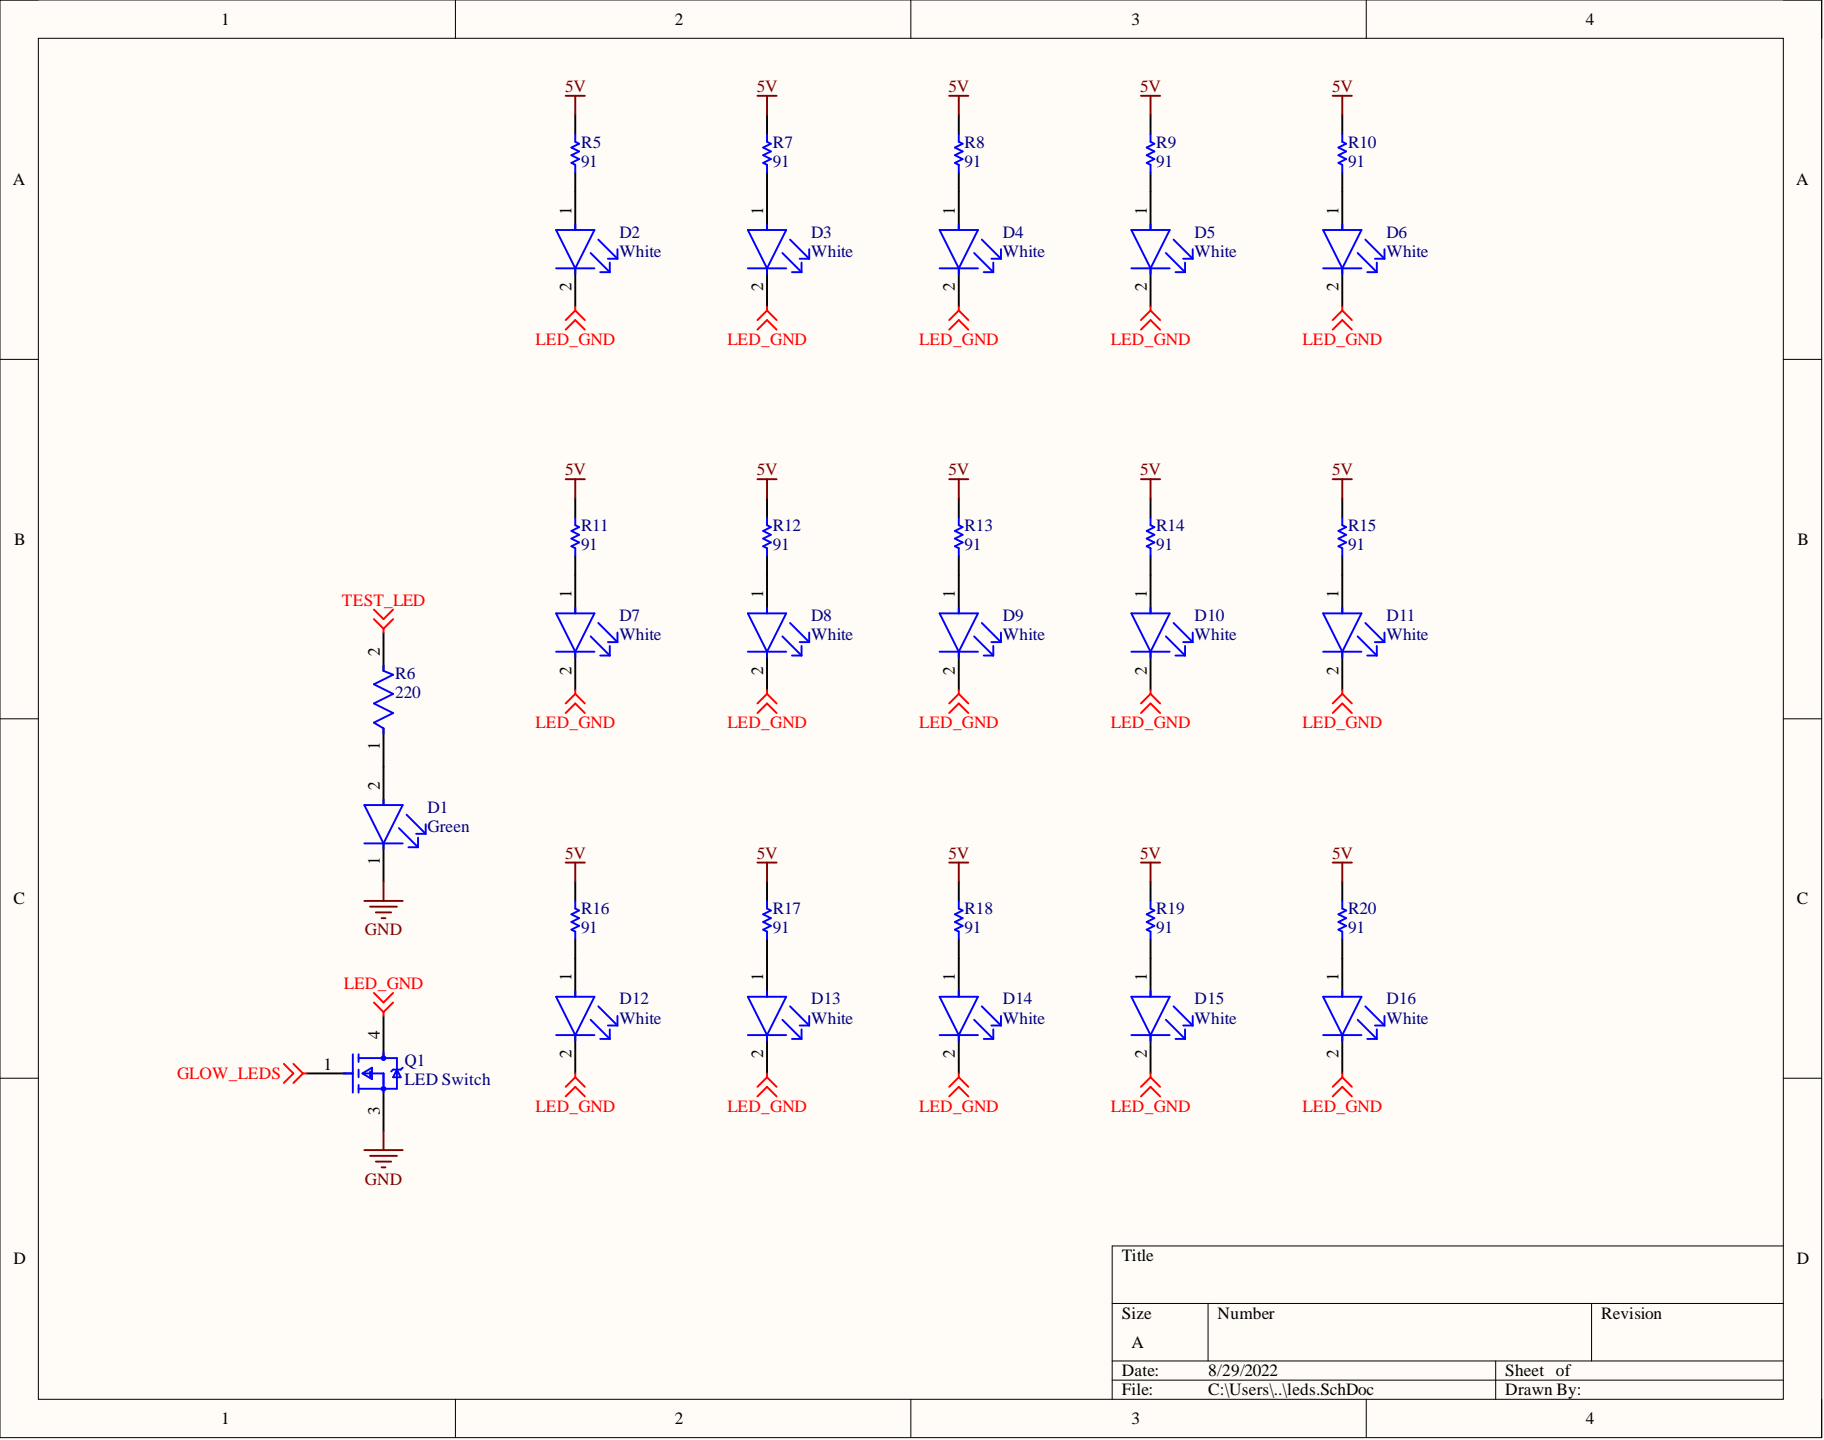 1 2 3 4
A A
5V 5V 5V 5V 5V
R5 R7 R8 R9 R10
91 91 91 91 91
1 1 1 1 1
D2 D3 D4 D5 D6
White White White White White
2 2 2 2 2
LED_GND LED_GND LED_GND LED_GND LED_GND
B B
5V 5V 5V 5V 5V
R11 R12 R13 R14 R15
91 91 91 91 91
1 1 1 1 1
D7 D8 D9 D10 D11
White White White White White
2 2 2 2 2
LED_GND LED_GND LED_GND LED_GND LED_GND
TEST_LED
2
R6
220
1
2
D1
Green
1
GND
C C
5V 5V 5V 5V 5V
R16 R17 R18 R19 R20
91 91 91 91 91
1 1 1 1 1
D12 D13 D14 D15 D16
White White White White White
2 2 2 2 2
LED_GND LED_GND LED_GND LED_GND LED_GND
LED_GND
4
GLOW_LEDS 1
Q1
LED Switch
3
GND
D D
Title
Size Number Revision
A
Date: 8/29/2022 Sheet of
File: C:\Users\..\leds.SchDoc Drawn By:
1 2 3 4